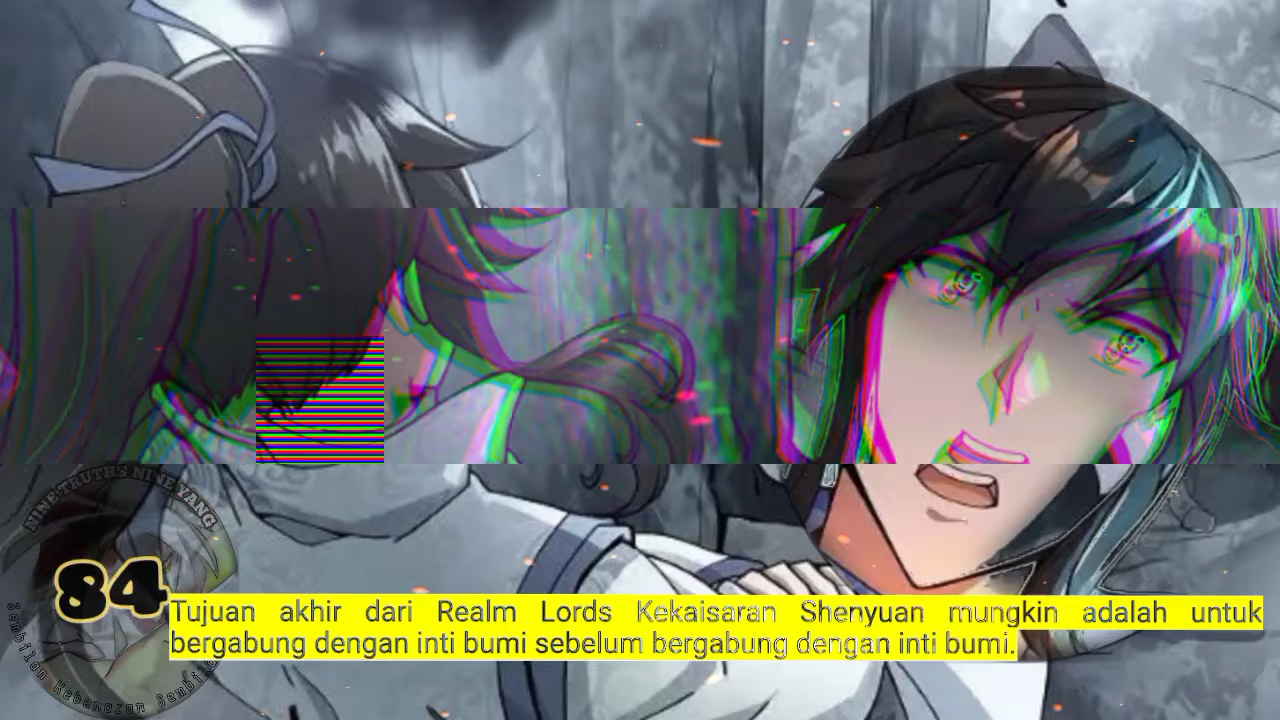 NINE TRUTHS NINE YANG
84
Tujuan akhir dari Realm Lords Kekaisaran Shenyuan mungkin adalah untuk
bergabung dengan inti bumi sebelum bergabung dengan inti bumi.
Sembilan Kebenaran